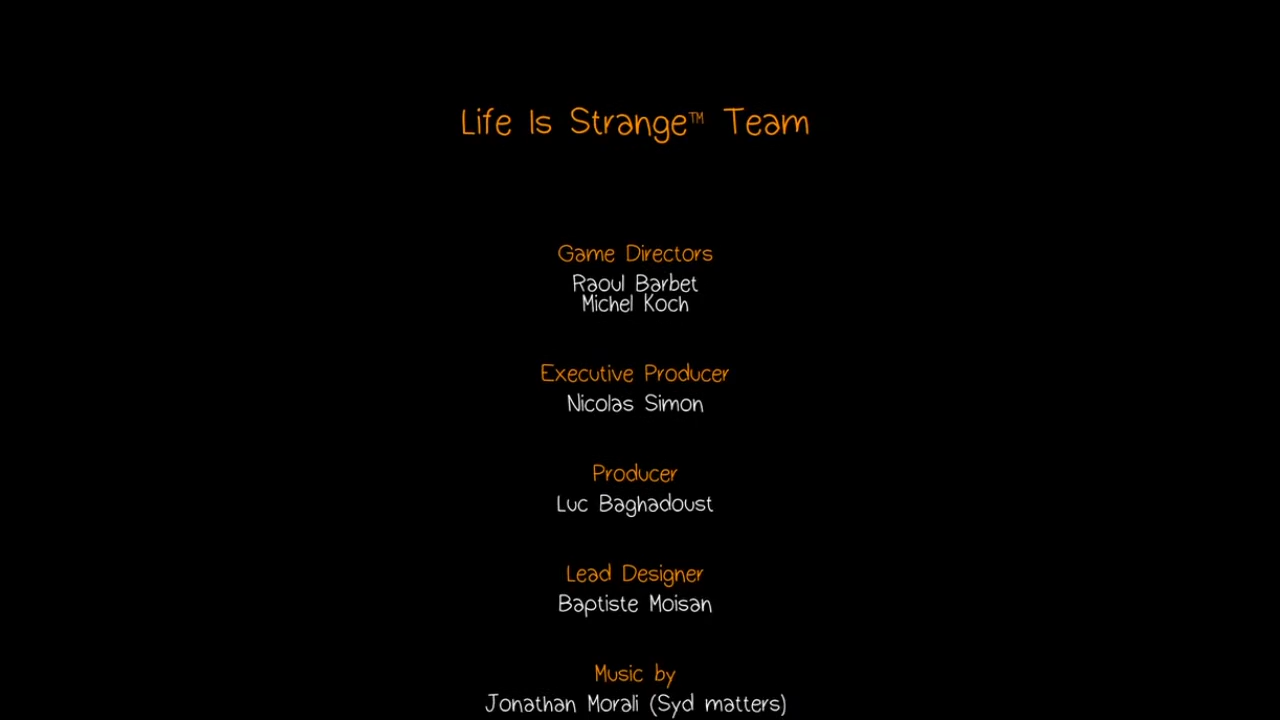 Life Is Strange™ Team
Game Directors
Raoul Barbet
Michel Koch
Executive Producer
Nicolas Simon
Producer
Luc Baghadoust
Lead Designer
Baptiste Moisan
Music by
Jonathan Morali (Syd matters)